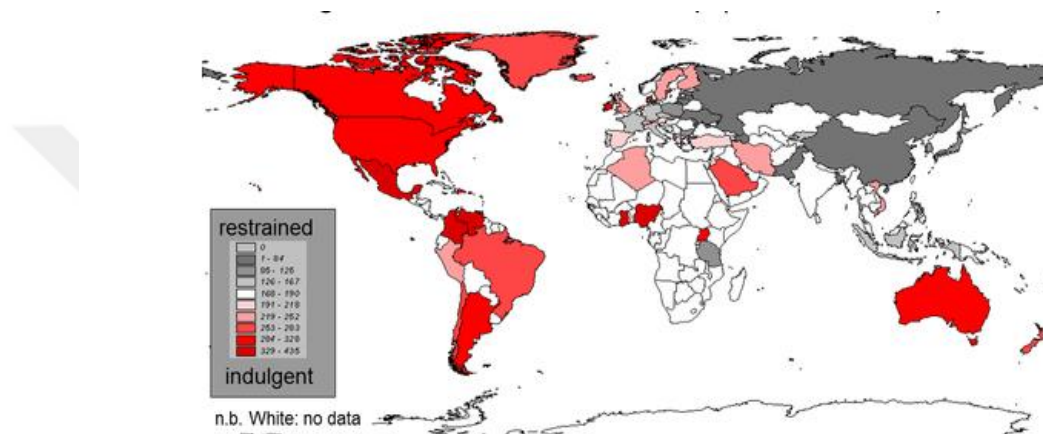 restrained
0
1 - 84
85 - 125
126 - 167
168 - 190
191 - 218
219 - 252
253 - 283
284 - 328
329 - 435
indulgent
n.b. White: no data